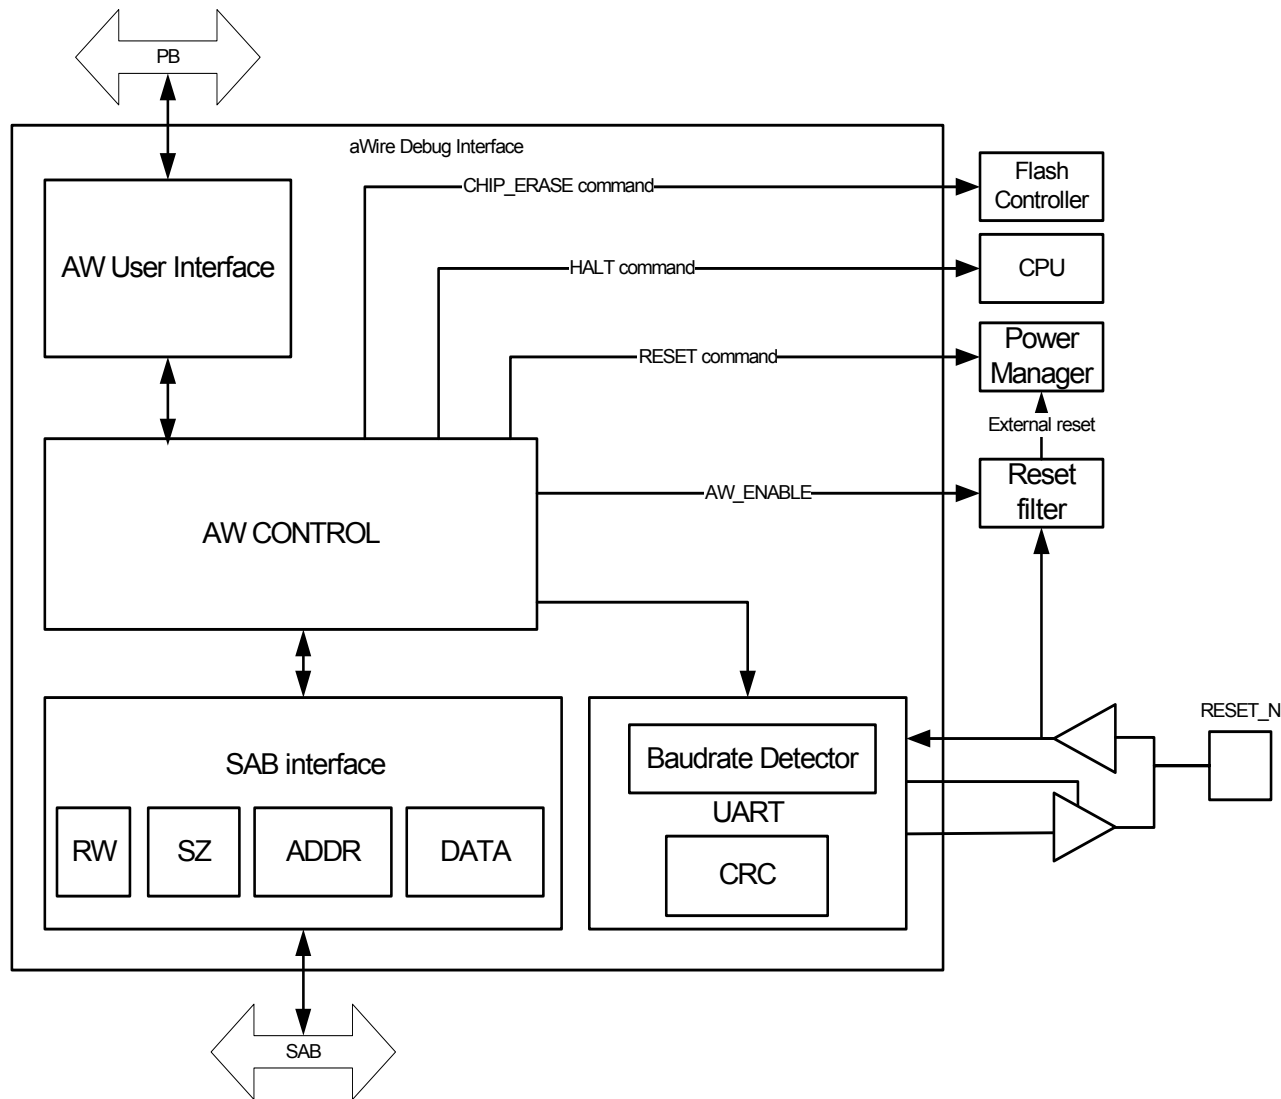 PB
aWire Debug Interface
CHIP_ERASE command
Flash
Controller
AW User Interface
HALT command
CPU
RESET command
Power
Manager
External reset
AW CONTROL
AW_ENABLE
Reset
filter
RESET_N
SAB interface
RW
SZ
ADDR
DATA
Baudrate Detector
UART
CRC
SAB